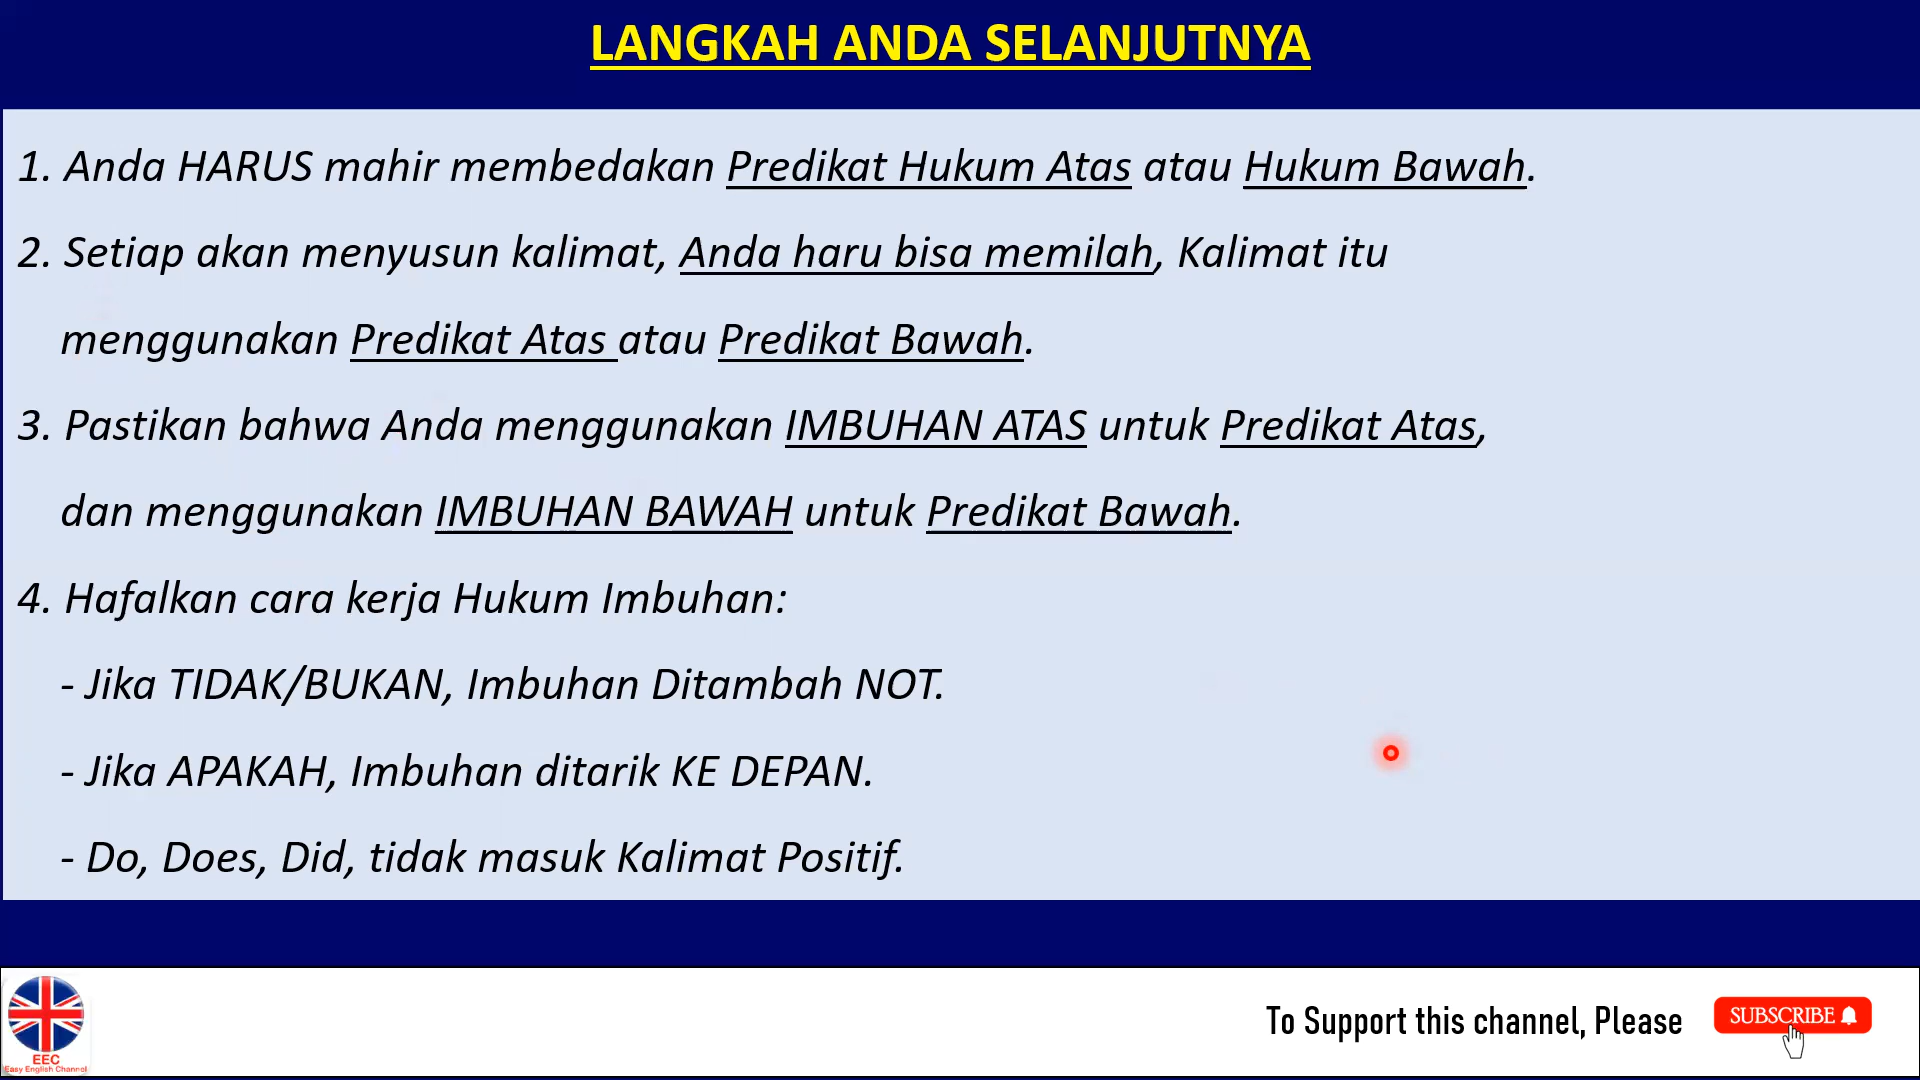 LANGKAH ANDA SELANJUTNYA
1. Anda HARUS mahir membedakan Predikat Hukum Atas atau Hukum Bawah.
2. Setiap akan menyusun kalimat, Anda haru bisa memilah, Kalimat itu
menggunakan Predikat Atas atau Predikat Bawah.
3. Pastikan bahwa Anda menggunakan IMBUHAN ATAS untuk Predikat Atas,
dan menggunakan IMBUHAN BAWAH untuk Predikat Bawah.
4. Hafalkan cara kerja Hukum Imbuhan:
- Jika TIDAK/BUKAN, Imbuhan Ditambah NOT.
- Jika APAKAH, Imbuhan ditarik KE DEPAN.
- Do, Does, Did, tidak masuk Kalimat Positif.
To Support this channel, Please
SUBSCRIBE
EEC
Easy English Channel